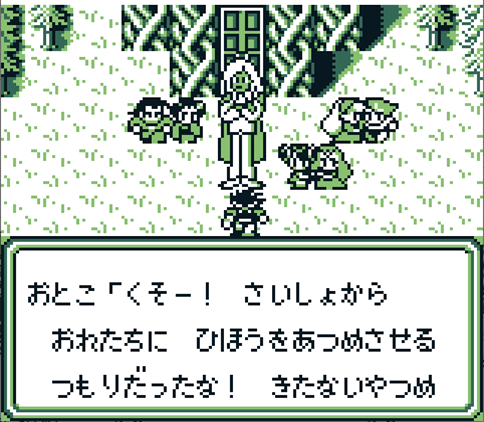 おとこ「くそー！　さいしょから
おれたちに　ひほうをあつめさせる
つもりだったな！　きたないやつめ